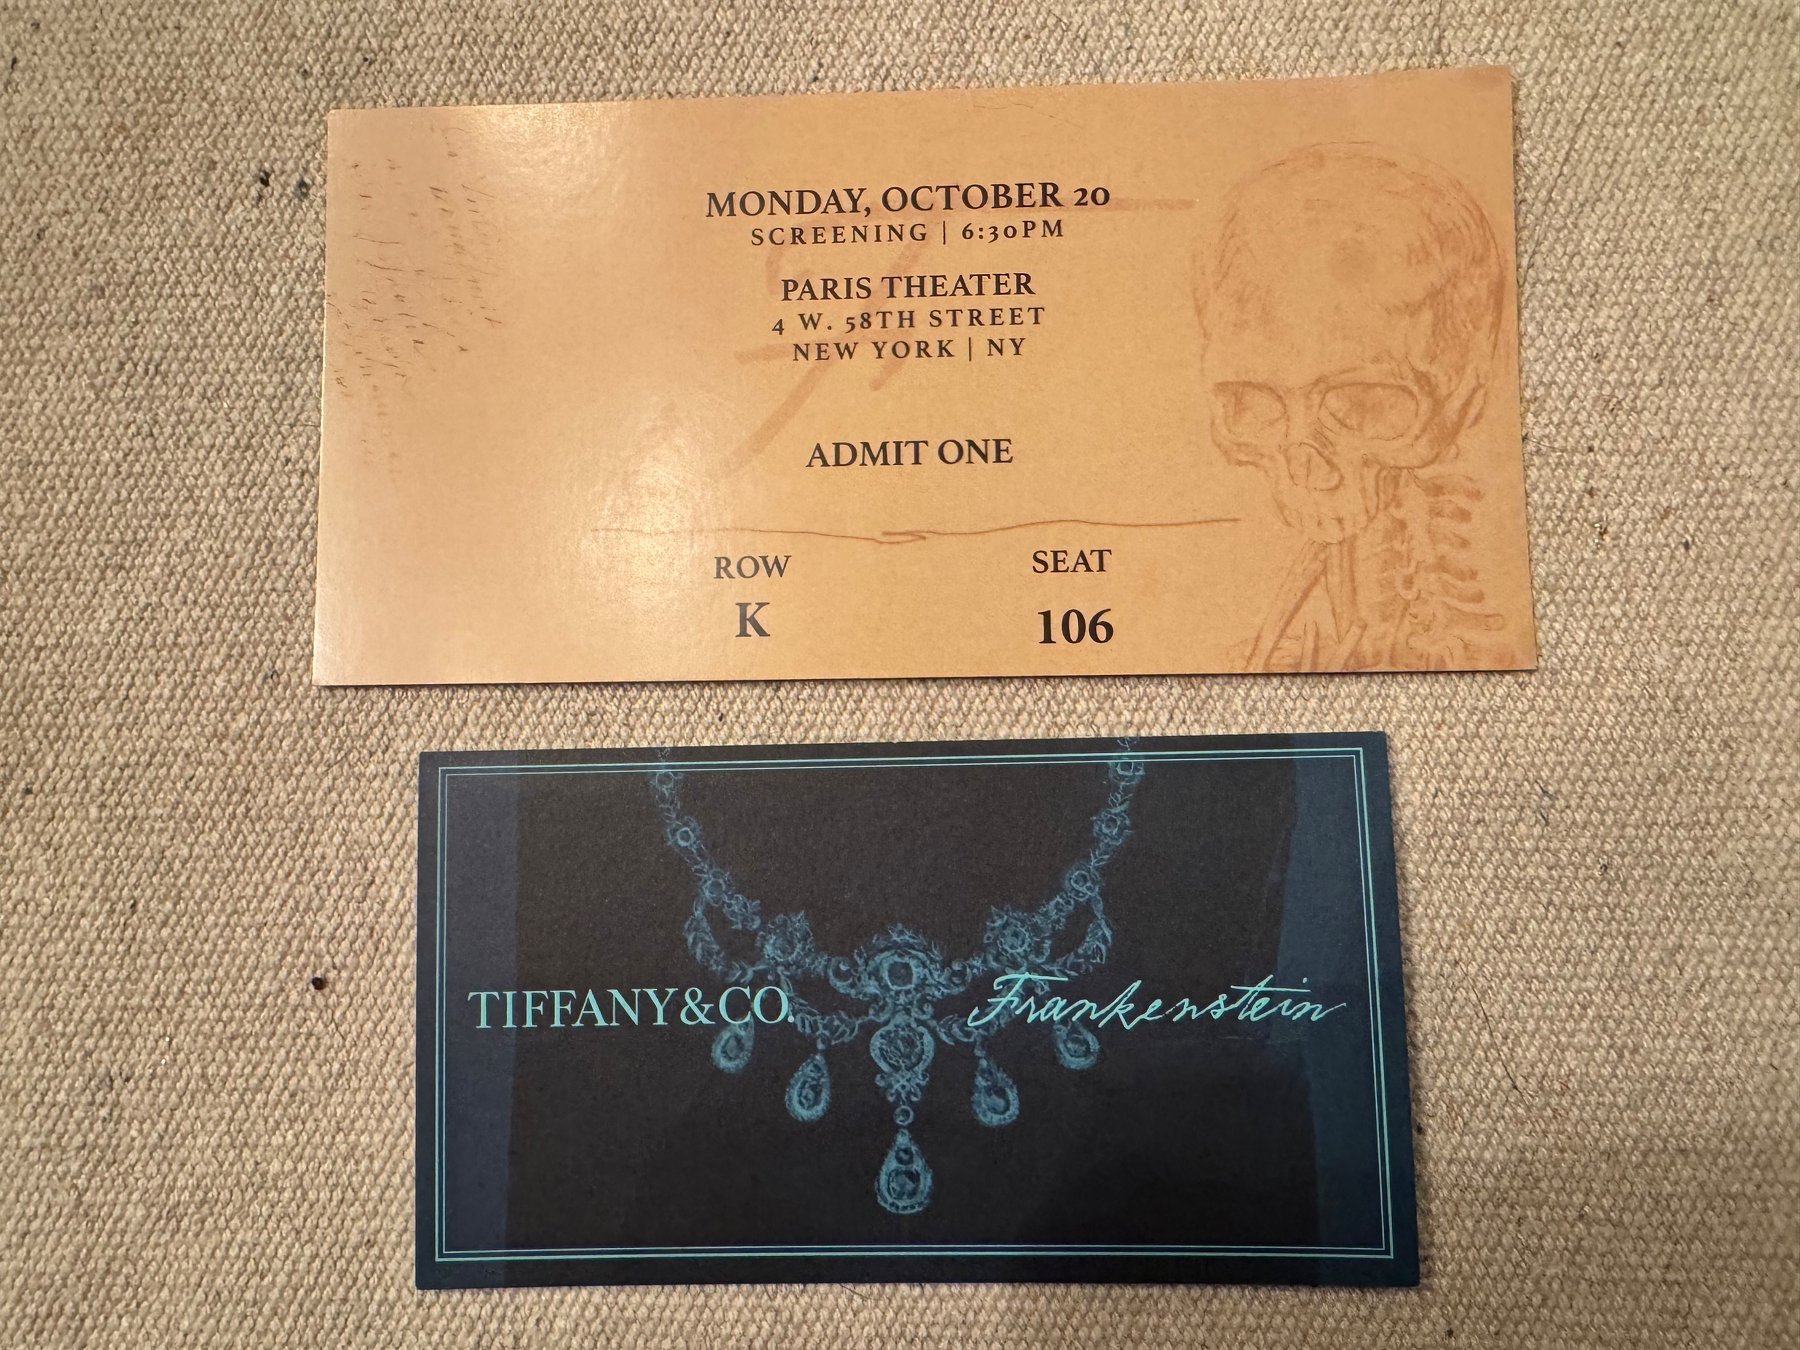 MONDAY, OCTOBER 20
SCREENING | 6:30PM
PARIS THEATER
4 W. 58TH STREET
NEW YORK | NY
ADMIT ONE
ROW SEAT
K 106
TIFFANY&CO. Frankenstein